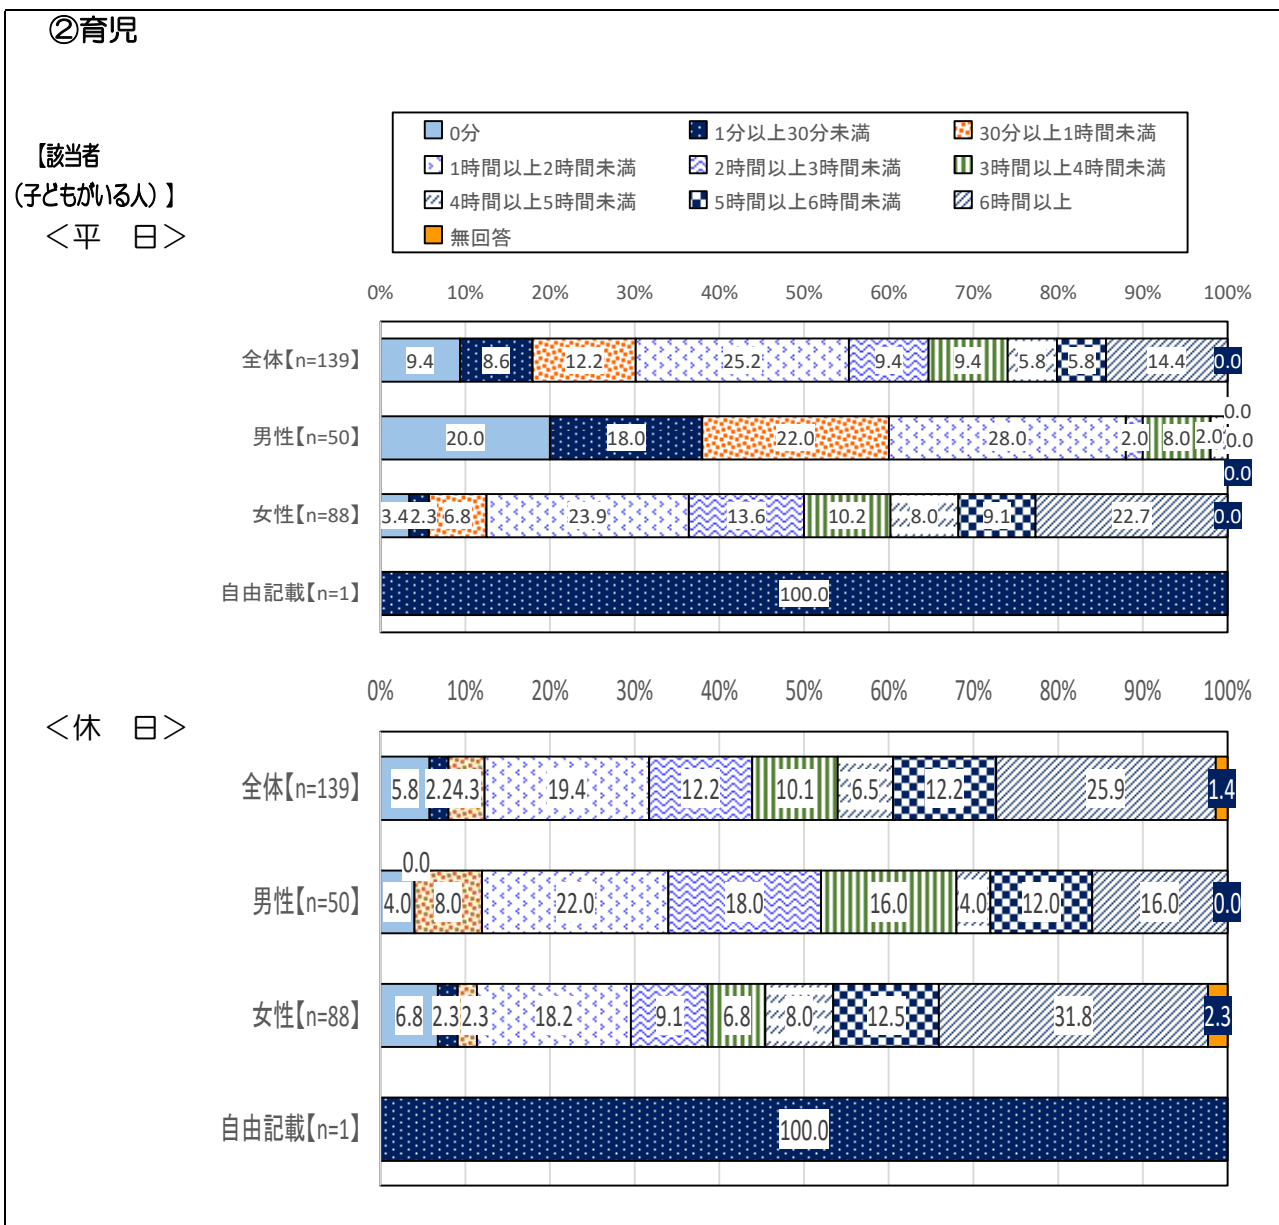 ②育児
【該当者
(子どもがいる人)】
＜平　日＞
0分 1分以上30分未満 30分以上1時間未満
1時間以上2時間未満 2時間以上3時間未満 3時間以上4時間未満
4時間以上5時間未満 5時間以上6時間未満 6時間以上
無回答
0% 10% 20% 30% 40% 50% 60% 70% 80% 90% 100%
全体【n=139】 9.4 8.6 12.2 25.2 9.4 9.4 5.8 5.8 14.4 0.0
男性【n=50】 20.0 18.0 22.0 28.0 2.0 8.0 2.0 0.0 0.0 0.0
女性【n=88】 3.4 2.3 6.8 23.9 13.6 10.2 8.0 9.1 22.7 0.0
自由記載【n=1】 100.0
＜休　日＞
0% 10% 20% 30% 40% 50% 60% 70% 80% 90% 100%
全体【n=139】 5.8 2.2 4.3 19.4 12.2 10.1 6.5 12.2 25.9 1.4
男性【n=50】 4.0 0.0 8.0 22.0 18.0 16.0 4.0 12.0 16.0 0.0
女性【n=88】 6.8 2.3 2.3 18.2 9.1 6.8 8.0 12.5 31.8 2.3
自由記載【n=1】 100.0